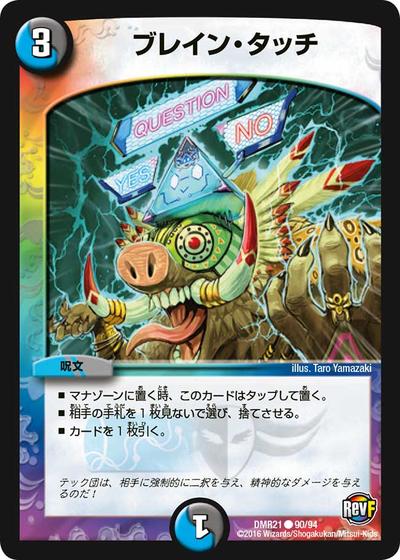 3
ブレイン・タッチ
QUESTION
YES
NO
illus. Taro Yamazaki
呪文
■ マナゾーンに置く時、このカードはタップして置く。
■ 相手の手札を1枚見ないで選び、捨てさせる。
■ カードを1枚引く。
テック団は、相手に強制的に二択を与え、精神的なダメージを与え
るのだ!
1
DMR21 ● 90/94
©2016 Wizards/Shogakukan/Mitsui-Kids
RevF